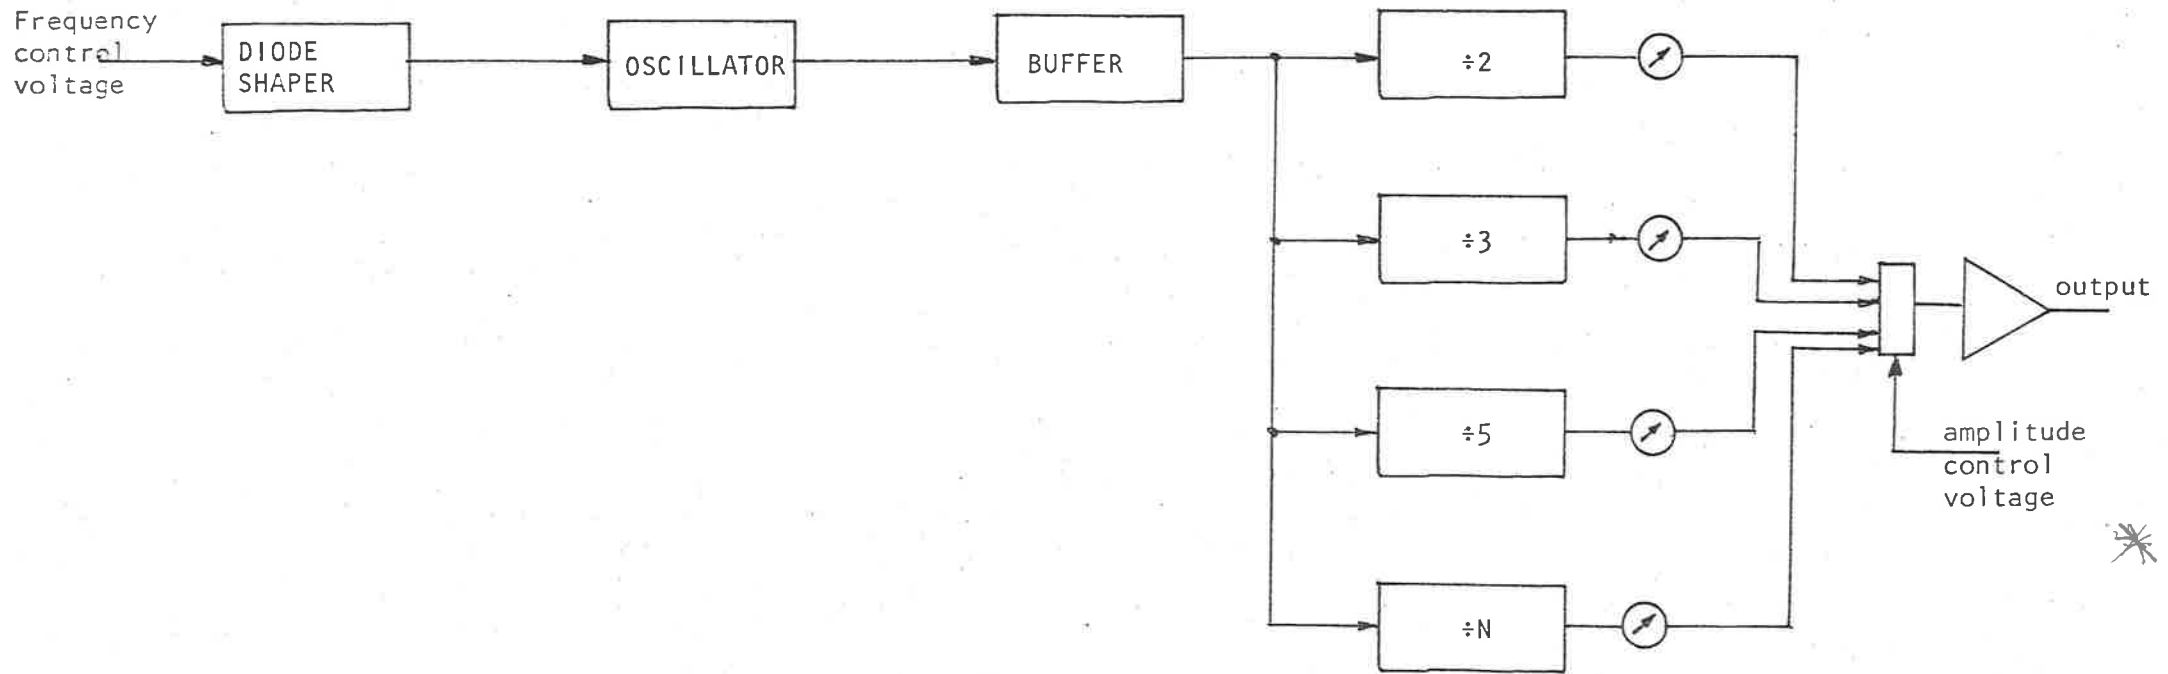 Frequency
control
voltage
DIODE
SHAPER
OSCILLATOR
BUFFER
÷2
÷3
÷5
÷N
output
amplitude
control
voltage